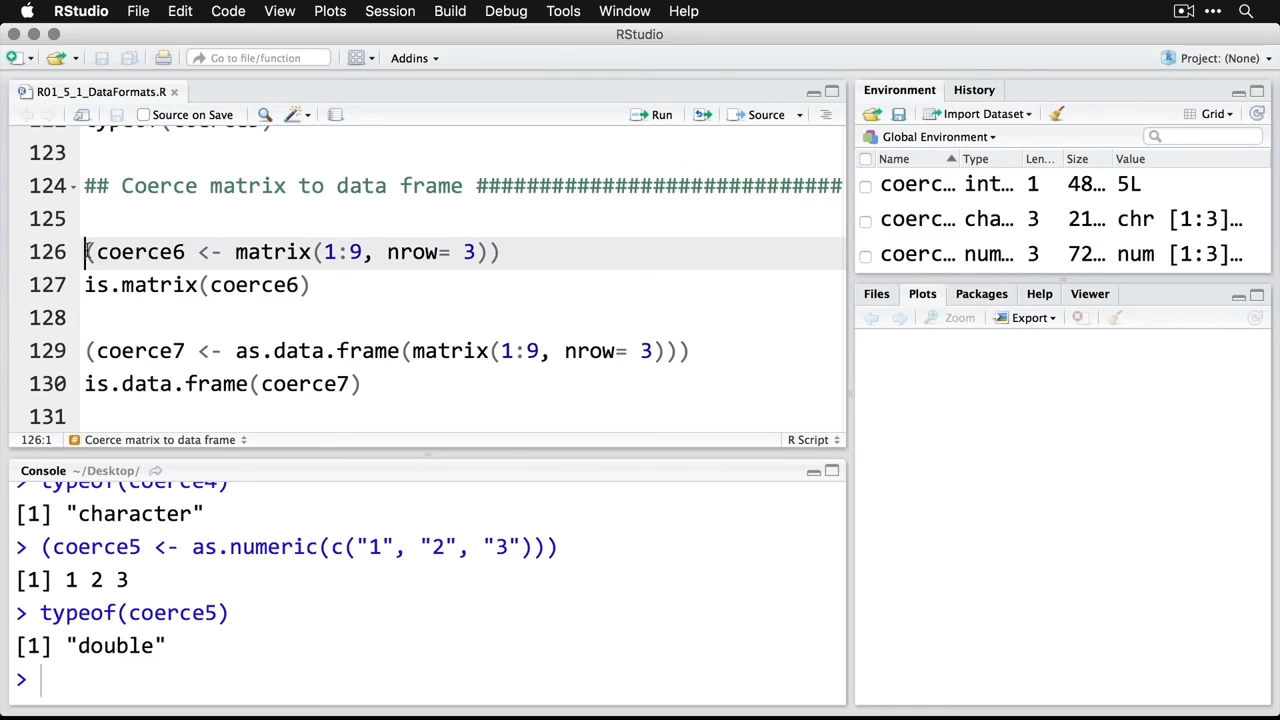 RStudio File Edit Code View Plots Session Build Debug Tools Window Help
RStudio
Go to file/function Addins Project: (None)
R01_5_1_DataFormats.R
Source on Save Run Source
123
124 ## Coerce matrix to data frame #############################
125
126 (coerce6 <- matrix(1:9, nrow= 3))
127 is.matrix(coerce6)
128
129 (coerce7 <- as.data.frame(matrix(1:9, nrow= 3)))
130 is.data.frame(coerce7)
131
126:1 # Coerce matrix to data frame R Script
Console ~/Desktop/
> typeof(coerce4)
[1] "character"
> (coerce5 <- as.numeric(c("1", "2", "3")))
[1] 1 2 3
> typeof(coerce5)
[1] "double"
>
Environment History
Import Dataset Grid
Global Environment
Name Type Len... Size Value
coerc... int... 1 48... 5L
coerc... cha... 3 21... chr [1:3]...
coerc... num... 3 72... num [1:3]...
Files Plots Packages Help Viewer
Zoom Export